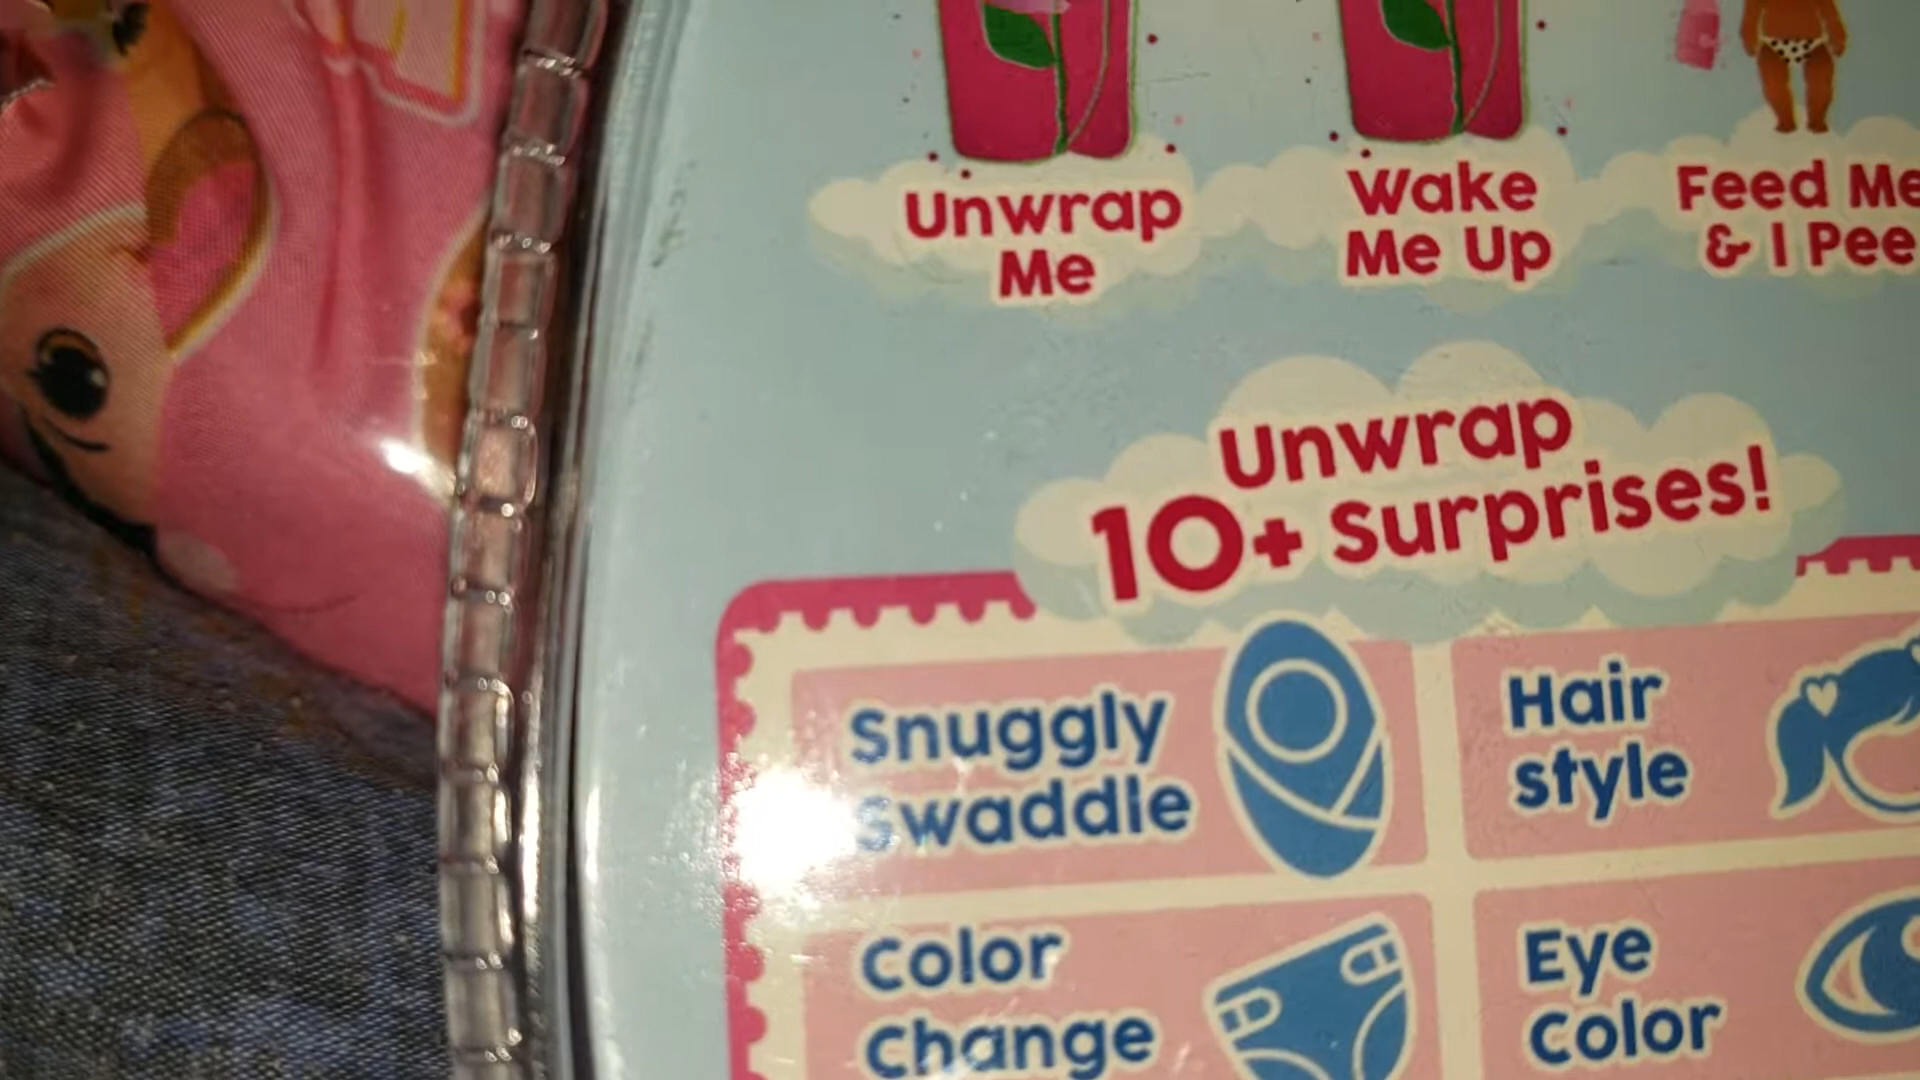 Unwrap
Me
Wake
Me Up
Feed Me
& I Pee
Unwrap
10+ Surprises!
Snuggly
Swaddle
Hair
style
Color
Change
Eye
Color